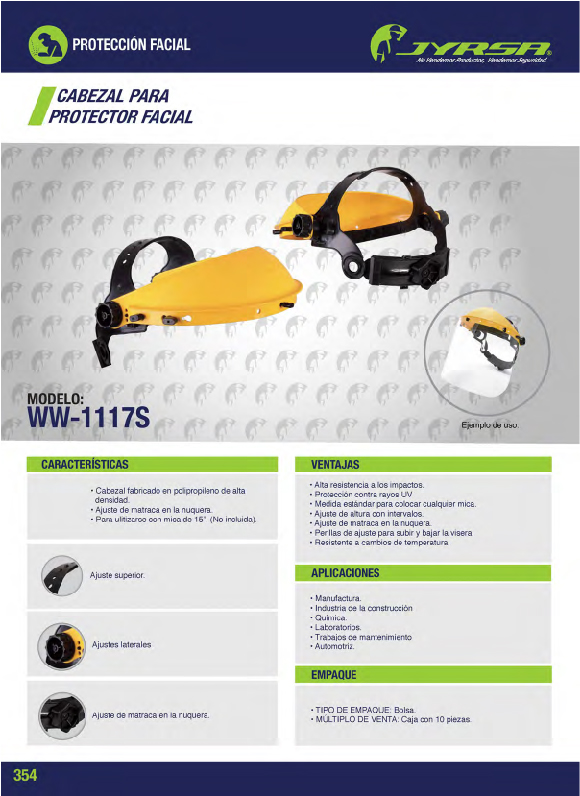 PROTECCIÓN FACIAL
JYRSA®
No Vendemos Productos, Vendemos Seguridad
CABEZAL PARA
PROTECTOR FACIAL
MODELO:
WW-1117S
Ejemplo de uso.
CARACTERÍSTICAS
• Cabezal fabricado en polipropileno de alta
densidad.
• Ajuste de matraca en la nuquera.
• Para utilizarse con mica de 15" (No incluida).
Ajuste superior.
Ajustes laterales
Ajuste de matraca en la nuquera.
VENTAJAS
• Alta resistencia a los impactos.
• Protección contra rayos UV
• Medida estándar para colocar cualquier mica.
• Ajuste de altura con intervalos.
• Ajuste de matraca en la nuquera.
• Perillas de ajuste para subir y bajar la visera
• Resistente a cambios de temperatura
APLICACIONES
• Manufactura.
• Industria de la construcción
• Química.
• Laboratorios.
• Trabajos de mantenimiento
• Automotriz.
EMPAQUE
• TIPO DE EMPAQUE: Bolsa.
• MÚLTIPLO DE VENTA: Caja con 10 piezas.
354